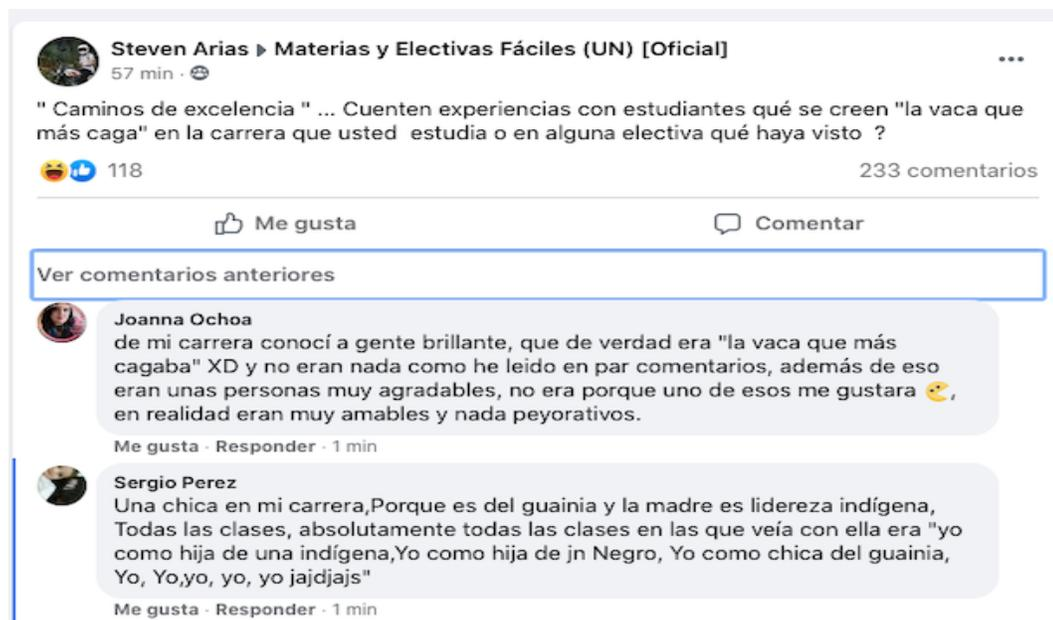 Steven Arias ▸ Materias y Electivas Fáciles (UN) [Oficial]
57 min ·
" Caminos de excelencia " ... Cuenten experiencias con estudiantes qué se creen "la vaca que
más caga" en la carrera que usted estudia o en alguna electiva qué haya visto ?
118
233 comentarios
Me gusta
Comentar
Ver comentarios anteriores
Joanna Ochoa
de mi carrera conocí a gente brillante, que de verdad era "la vaca que más
cagaba" XD y no eran nada como he leido en par comentarios, además de eso
eran unas personas muy agradables, no era porque uno de esos me gustara ,
en realidad eran muy amables y nada peyorativos.
Me gusta · Responder · 1 min
Sergio Perez
Una chica en mi carrera,Porque es del guainia y la madre es lidereza indígena,
Todas las clases, absolutamente todas las clases en las que veía con ella era "yo
como hija de una indígena,Yo como hija de jn Negro, Yo como chica del guainia,
Yo, Yo,yo, yo, yo jajdjajs"
Me gusta · Responder · 1 min